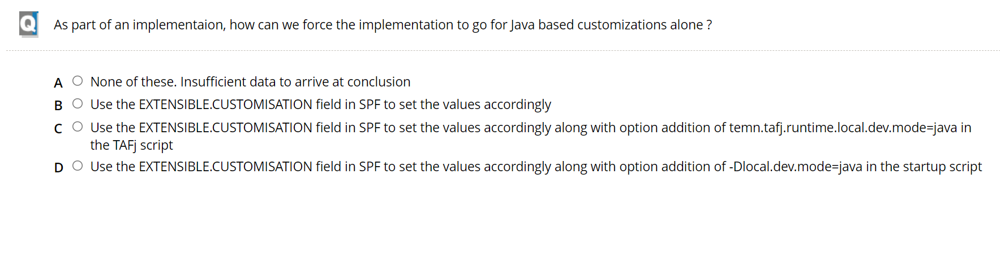 Q
As part of an implementaion, how can we force the implementation to go for Java based customizations alone ?
A None of these. Insufficient data to arrive at conclusion
B Use the EXTENSIBLE.CUSTOMISATION field in SPF to set the values accordingly
C Use the EXTENSIBLE.CUSTOMISATION field in SPF to set the values accordingly along with option addition of temn.tafj.runtime.local.dev.mode=java in
the TAFj script
D Use the EXTENSIBLE.CUSTOMISATION field in SPF to set the values accordingly along with option addition of -Dlocal.dev.mode=java in the startup script